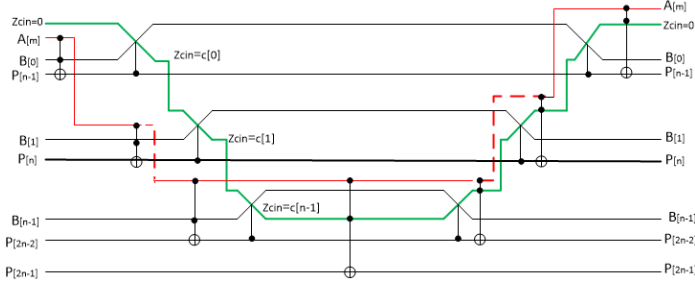 Zcin=0
A[m]
B[0]
P[n-1]
Zcin=c[0]
A[m]
Zcin=0
B[0]
P[n-1]
B[1]
P[n]
Zcin=c[1]
B[1]
P[n]
B[n-1]
P[2n-2]
P[2n-1]
Zcin=c[n-1]
B[n-1]
P[2n-2]
P[2n-1]